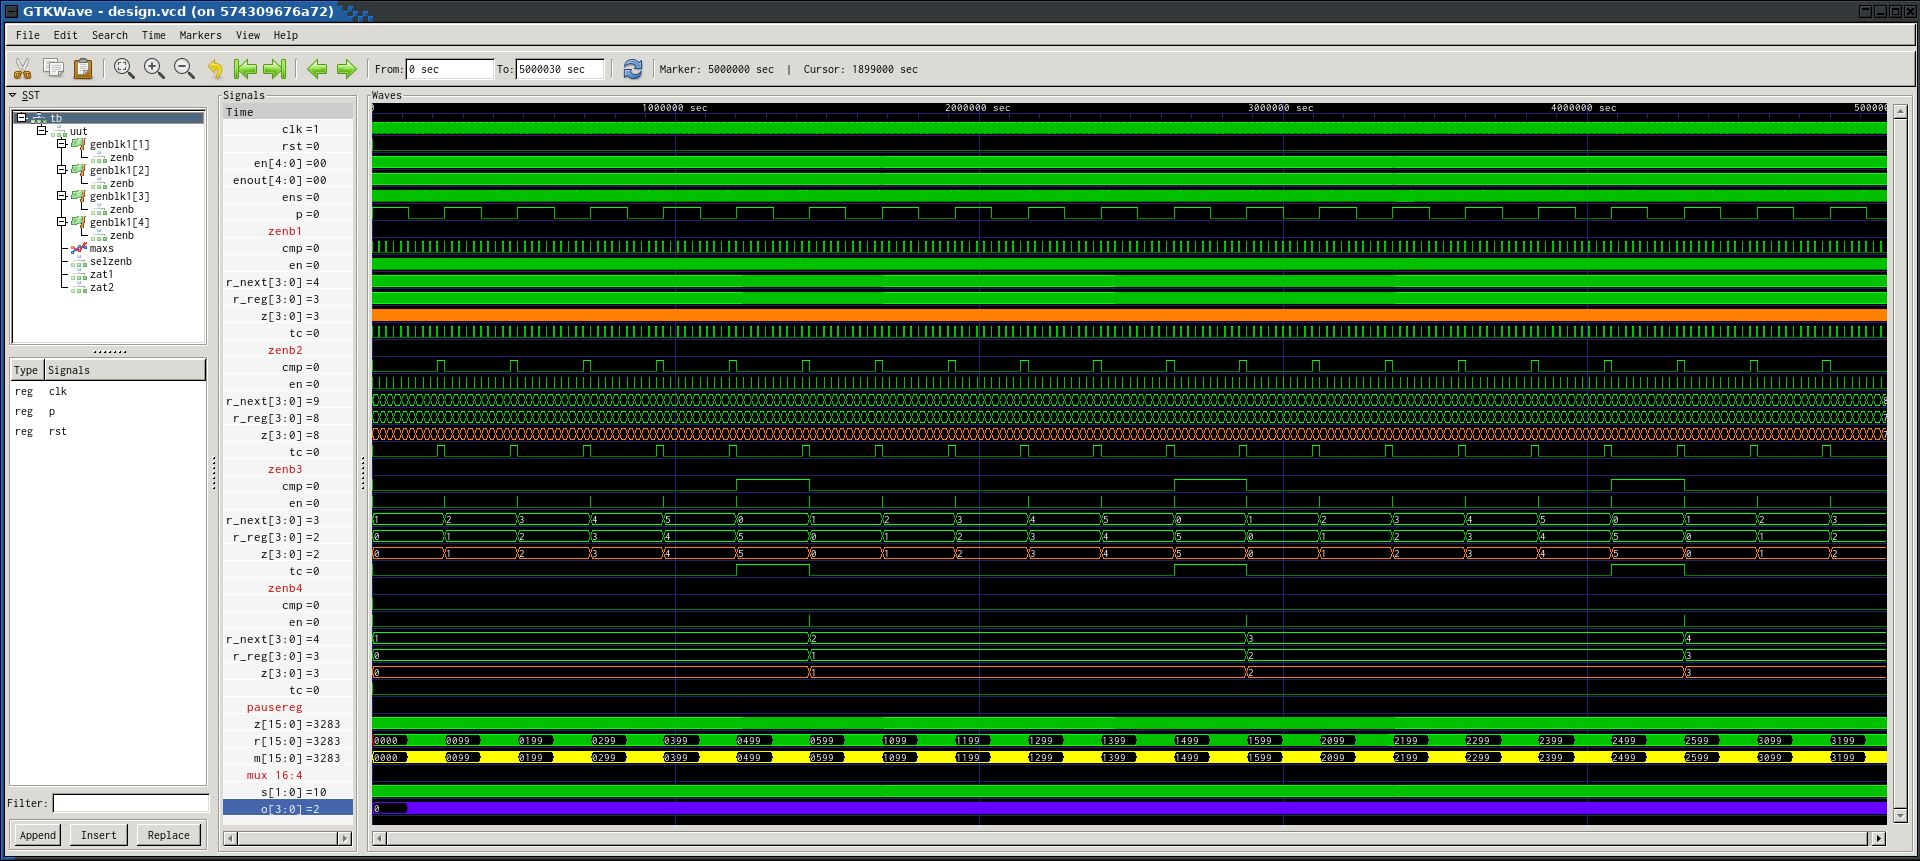 GTKWave - design.vcd (on 574309676a72)
File Edit Search Time Markers View Help
From: 0 sec To: 5000030 sec Marker: 5000000 sec | Cursor: 1899000 sec
SST
tb
uut
genblk1[1]
zenb
genblk1[2]
zenb
genblk1[3]
zenb
genblk1[4]
zenb
maxs
selzenb
zat1
zat2
Type Signals
reg clk
reg p
reg rst
Filter:
Append Insert Replace
Signals
Time
clk =1
rst =0
en[4:0] =00
enout[4:0] =00
ens =0
p =0
zenb1
cmp =0
en =0
r_next[3:0] =4
r_reg[3:0] =3
z[3:0] =3
tc =0
zenb2
cmp =0
en =0
r_next[3:0] =9
r_reg[3:0] =8
z[3:0] =8
tc =0
zenb3
cmp =0
en =0
r_next[3:0] =3
r_reg[3:0] =2
z[3:0] =2
tc =0
zenb4
cmp =0
en =0
r_next[3:0] =4
r_reg[3:0] =3
z[3:0] =3
tc =0
pausereg
z[15:0] =3283
r[15:0] =3283
m[15:0] =3283
mux 16:4
s[1:0] =10
o[3:0] =2
Waves
1000000 sec 2000000 sec 3000000 sec 4000000 sec 500000
1 2 3 4 5 0 1 2 3 4 5 0 1 2 3 4 5 0 1 2 3
0 1 2 3 4 5 0 1 2 3 4 5 0 1 2 3 4 5 0 1 2
0 1 2 3 4 5 0 1 2 3 4 5 0 1 2 3 4 5 0 1 2
1 2 3 4
0 1 2 3
0 1 2 3
0000 0099 0199 0299 0399 0499 0599 1099 1199 1299 1399 1499 1599 2099 2199 2299 2399 2499 2599 3099 3199
0000 0099 0199 0299 0399 0499 0599 1099 1199 1299 1399 1499 1599 2099 2199 2299 2399 2499 2599 3099 3199
0